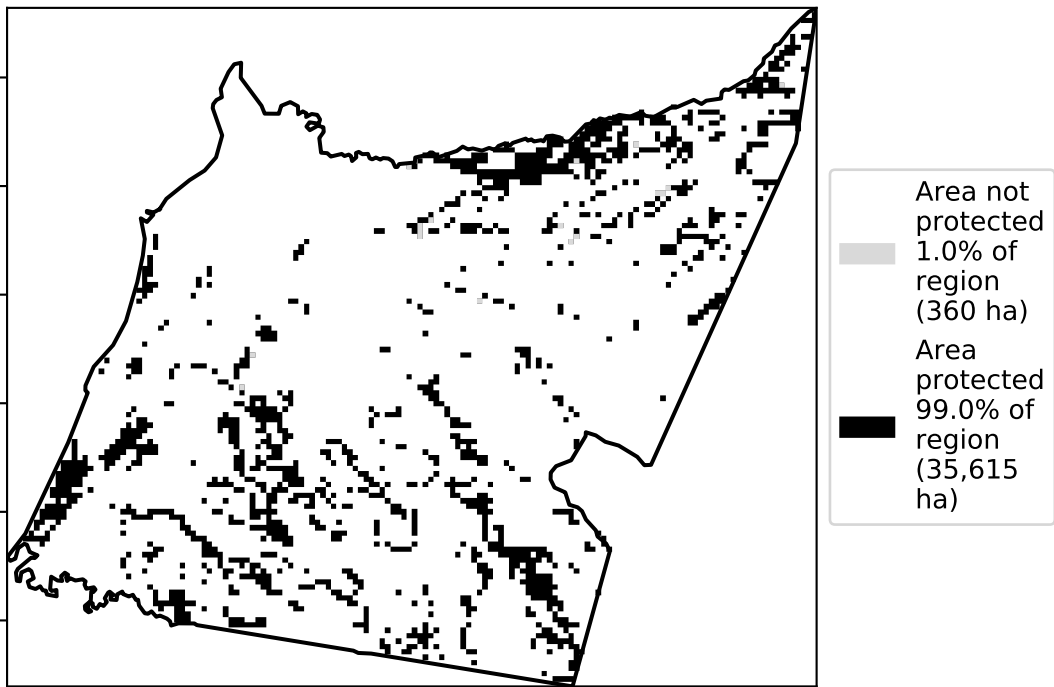 Area not
protected
1.0% of
region
(360 ha)
Area
protected
99.0% of
region
(35,615
ha)